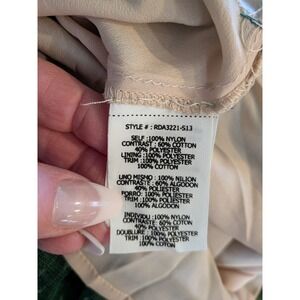 STYLE # : RDA3221-S13
SELF :100% NYLON
CONTRAST : 60% COTTON
40% POLYESTER
LINING : 100% POLYESTER
TRIM : 100% POLYESTER
100% COTTON
LINO MISMO : 100% NILION
CONTRASTE : 60% ALGODON
40% POLIESTER
FORRO: 100% POLIESTER
TRIM :100% POLIESTER
100% ALGODON
INDIVIDU : 100% NYLON
CONTRASTE: 60% COTON
40% POLYESTER
DOUBLURE : 100% POLYESTER
TRIM : 100% POLYESTER
100% COTON